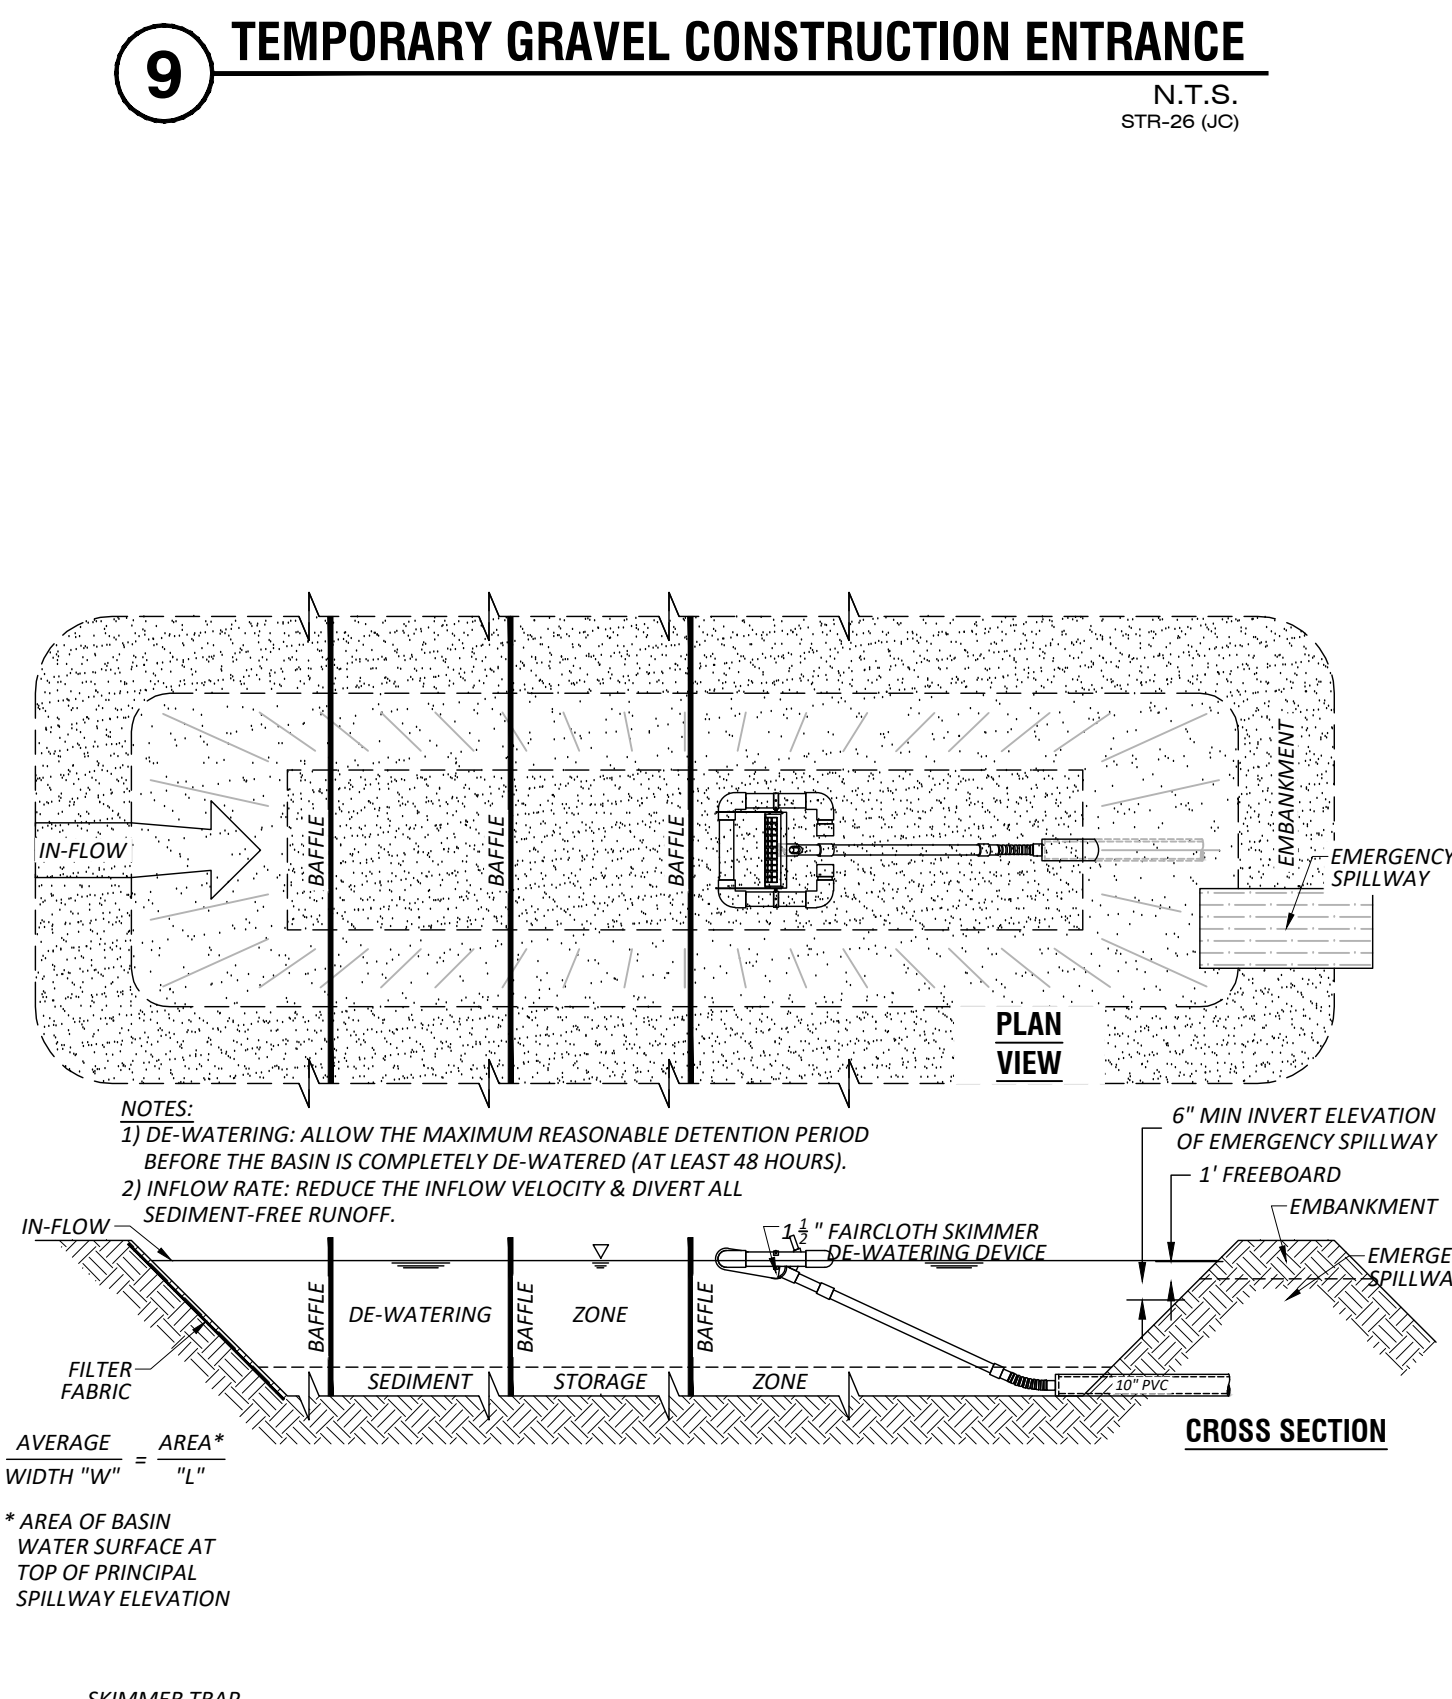 9
TEMPORARY GRAVEL CONSTRUCTION ENTRANCE
N.T.S.
STR-26 (JC)
IN-FLOW
BAFFLE
BAFFLE
BAFFLE
EMBANKMENT
EMERGENCY
SPILLWAY
PLAN
VIEW
NOTES:
1) DE-WATERING: ALLOW THE MAXIMUM REASONABLE DETENTION PERIOD
BEFORE THE BASIN IS COMPLETELY DE-WATERED (AT LEAST 48 HOURS).
2) INFLOW RATE: REDUCE THE INFLOW VELOCITY & DIVERT ALL
SEDIMENT-FREE RUNOFF.
6" MIN INVERT ELEVATION
OF EMERGENCY SPILLWAY
1' FREEBOARD
EMBANKMENT
EMERGE
SPILLWA
IN-FLOW
1 1/2" FAIRCLOTH SKIMMER
DE-WATERING DEVICE
BAFFLE
DE-WATERING
BAFFLE
ZONE
BAFFLE
FILTER
FABRIC
SEDIMENT
STORAGE
ZONE
10" PVC
CROSS SECTION
AVERAGE
WIDTH "W"
=
AREA*
"L"
* AREA OF BASIN
WATER SURFACE AT
TOP OF PRINCIPAL
SPILLWAY ELEVATION
SKIMMER TRAP